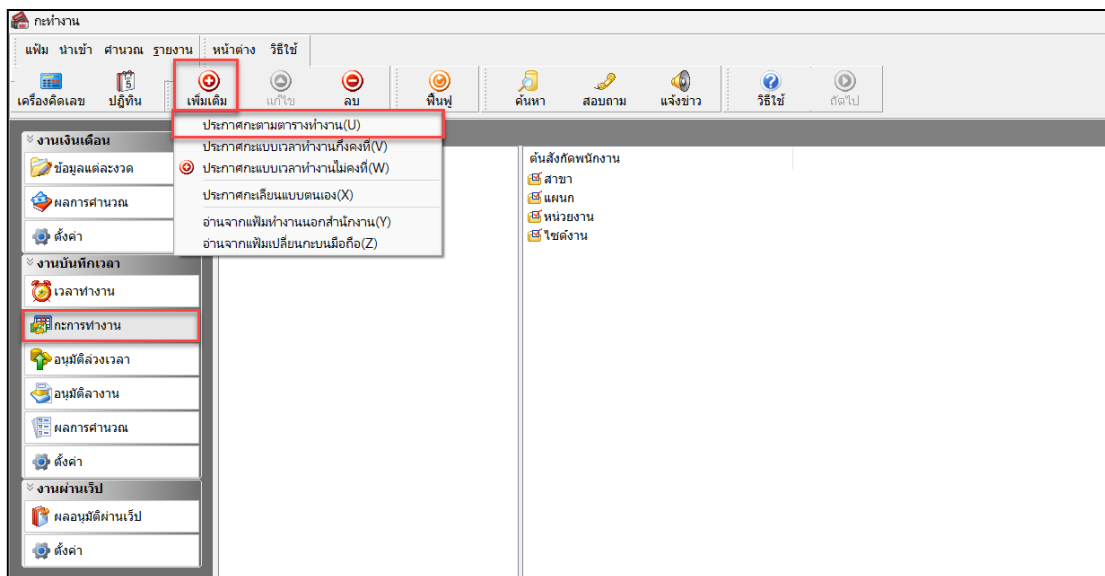 กะทำงาน
แฟ้ม นำเข้า คำนวณ รายงาน หน้าต่าง วิธีใช้
เครื่องคิดเลข ปฏิทิน เพิ่มเติม แก้ไข ลบ ฟื้นฟู ค้นหา สอบถาม แจ้งข่าว วิธีใช้ ถัดไป
ประกาศกะตามตารางทำงาน(U)
ประกาศกะแบบเวลาทำงานกึ่งคงที่(V)
ประกาศกะแบบเวลาทำงานไม่คงที่(W)
ประกาศกะเลียนแบบตนเอง(X)
อ่านจากแฟ้มทำงานนอกสำนักงาน(Y)
อ่านจากแฟ้มเปลี่ยนกะบนมือถือ(Z)
งานเงินเดือน
ข้อมูลแต่ละงวด
ผลการคำนวณ
ตั้งค่า
งานบันทึกเวลา
เวลาทำงาน
กะการทำงาน
อนุมัติล่วงเวลา
อนุมัติลางาน
ผลการคำนวณ
ตั้งค่า
งานผ่านเว็ป
ผลอนุมัติผ่านเว็ป
ตั้งค่า
ต้นสังกัดพนักงาน
สาขา
แผนก
หน่วยงาน
ไซต์งาน